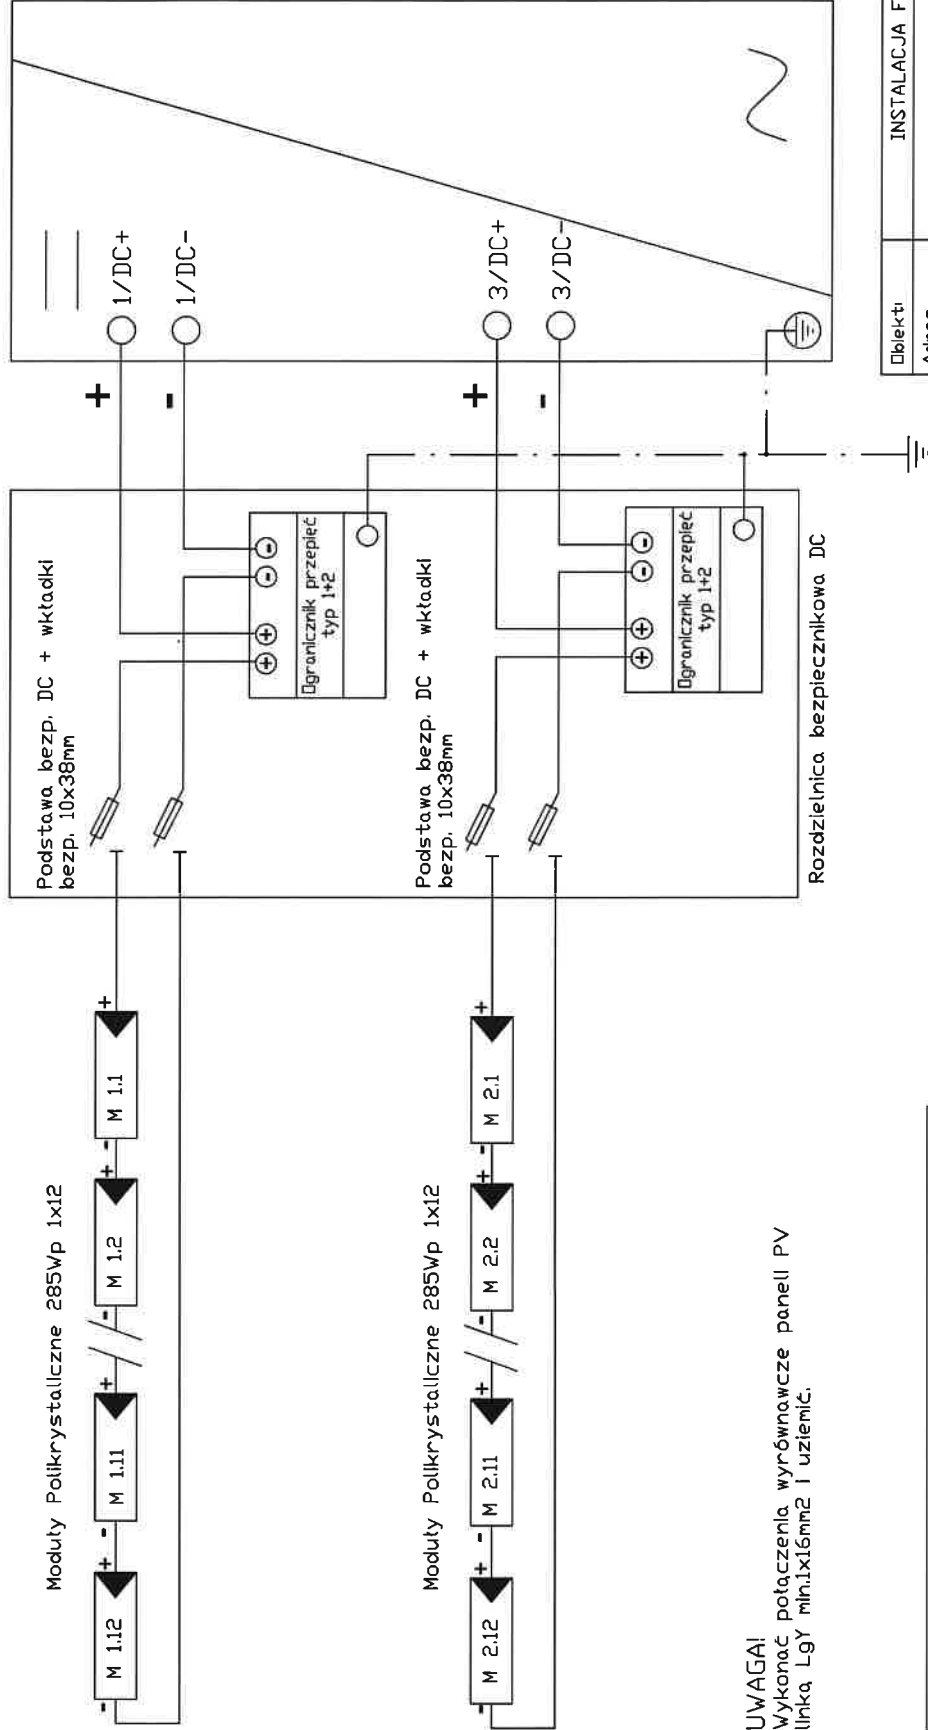 Moduły Polikrystaliczne 285Wp 1x12
M 1.12
M 1.11
M 1.2
M 1.1
Podstawa bezp. DC + wkładki
bezp. 10x38mm
Ogranicznik przepięć
typ 1+2
1/DC+
1/DC-
Moduły Polikrystaliczne 285Wp 1x12
M 2.12
M 2.11
M 2.2
M 2.1
Podstawa bezp. DC + wkładki
bezp. 10x38mm
Ogranicznik przepięć
typ 1+2
3/DC+
3/DC-
Rozdzielnica bezpiecznikowa DC
UWAGA!
Wykonać połączenia wyrównawcze paneli PV
linką LgY min.1x16mm2 i uziemić.
Obiekt:
INSTALACJA F